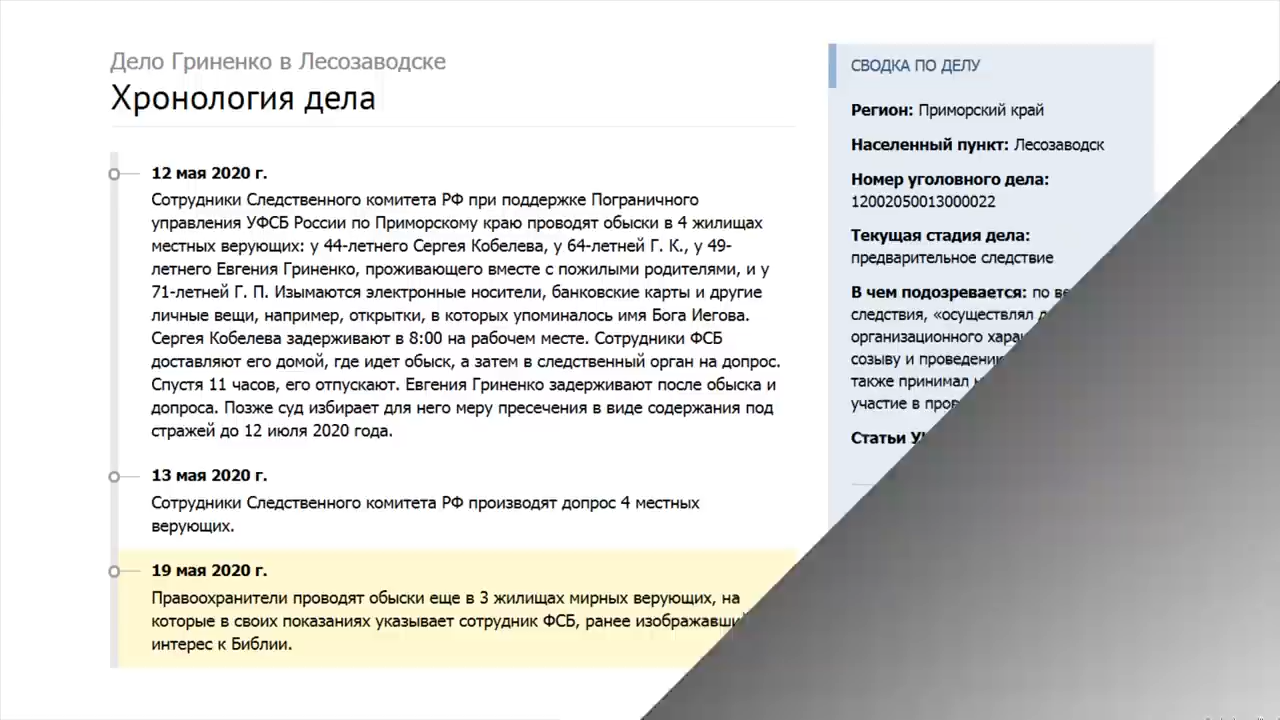 Дело Гриненко в Лесозаводске
Хронология дела
12 мая 2020 г.
Сотрудники Следственного комитета РФ при поддержке Пограничного
управления УФСБ России по Приморскому краю проводят обыски в 4 жилищах
местных верующих: у 44-летнего Сергея Кобелева, у 64-летней Г. К., у 49-
летнего Евгения Гриненко, проживающего вместе с пожилыми родителями, и у
71-летней Г. П. Изымаются электронные носители, банковские карты и другие
личные вещи, например, открытки, в которых упоминалось имя Бога Иегова.
Сергея Кобелева задерживают в 8:00 на рабочем месте. Сотрудники ФСБ
доставляют его домой, где идет обыск, а затем в следственный орган на допрос.
Спустя 11 часов, его отпускают. Евгения Гриненко задерживают после обыска и
допроса. Позже суд избирает для него меру пресечения в виде содержания под
стражей до 12 июля 2020 года.
13 мая 2020 г.
Сотрудники Следственного комитета РФ производят допрос 4 местных
верующих.
19 мая 2020 г.
Правоохранители проводят обыски еще в 3 жилищах мирных верующих, на
которые в своих показаниях указывает сотрудник ФСБ, ранее
интерес к Библии.
СВОДКА ПО ДЕЛУ
Регион: Приморский край
Населенный пункт: Лесозаводск
Номер уголовного дела:
12002050013000022
Текущая стадия дела:
предварительное следствие
В чем подозревается: по
следствия, «осуществлял
организационного
созыву и
также принимал
участие в
Статьи